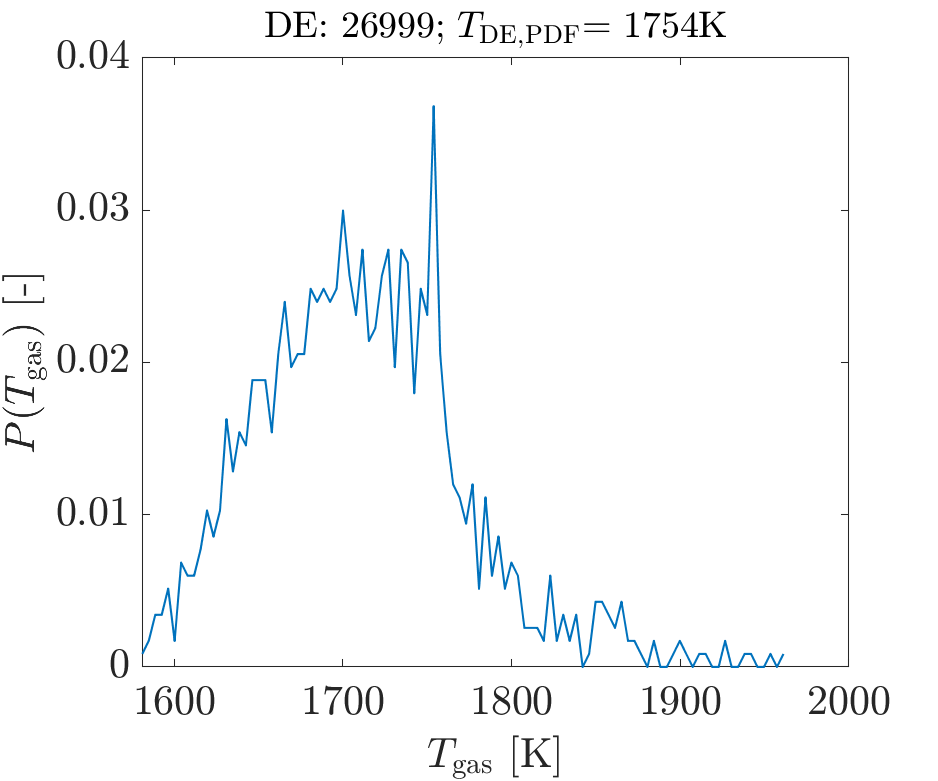 DE: 26999; T_DE,PDF= 1754K
0.04
0.03
0.02
0.01
0
P(T_gas) [-]
1600 1700 1800 1900 2000
T_gas [K]